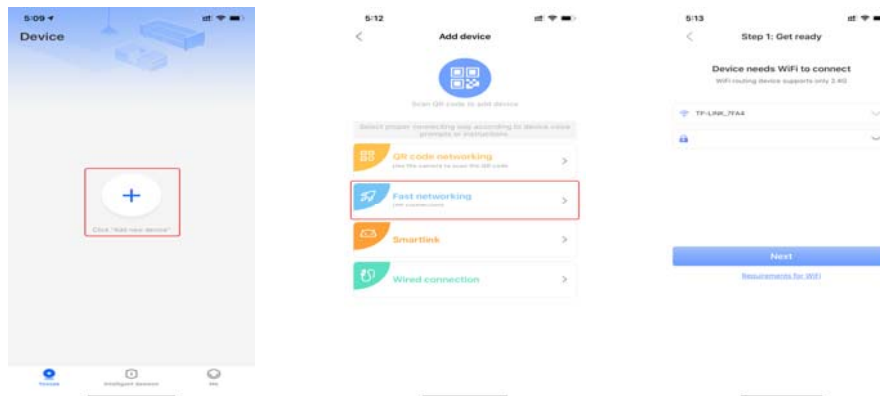 5:09
Device
Click "Add new device"
Intelligent Scenario
Me
5:12
Add device
Scan QR code to add device
Select proper connecting way according to device voice
prompts or instructions
QR code networking
Use the camera to scan the QR code
Fast networking
Smartlink
Wired connection
5:13
Step 1: Get ready
Device needs WiFi to connect
WiFi routing device supports only 2.4G
TP-LINK_7FA4
Next
Requirements for WiFi